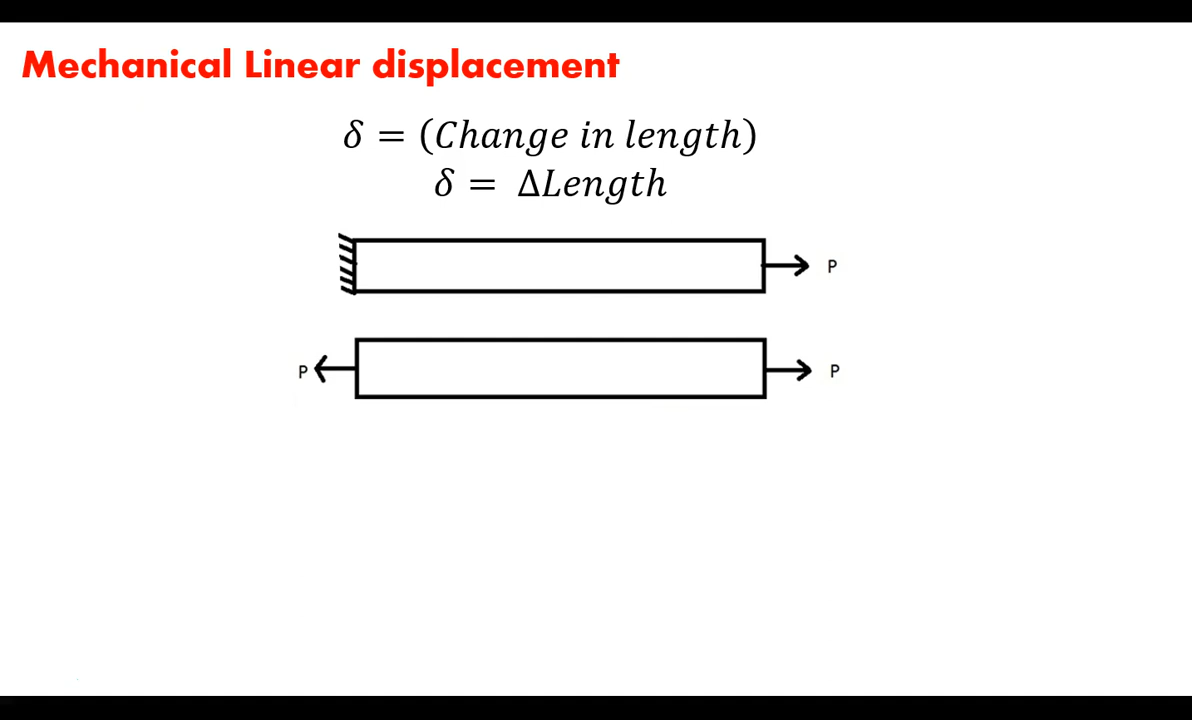 Mechanical Linear displacement
δ = (Change in length)
δ = ΔLength
P
P P